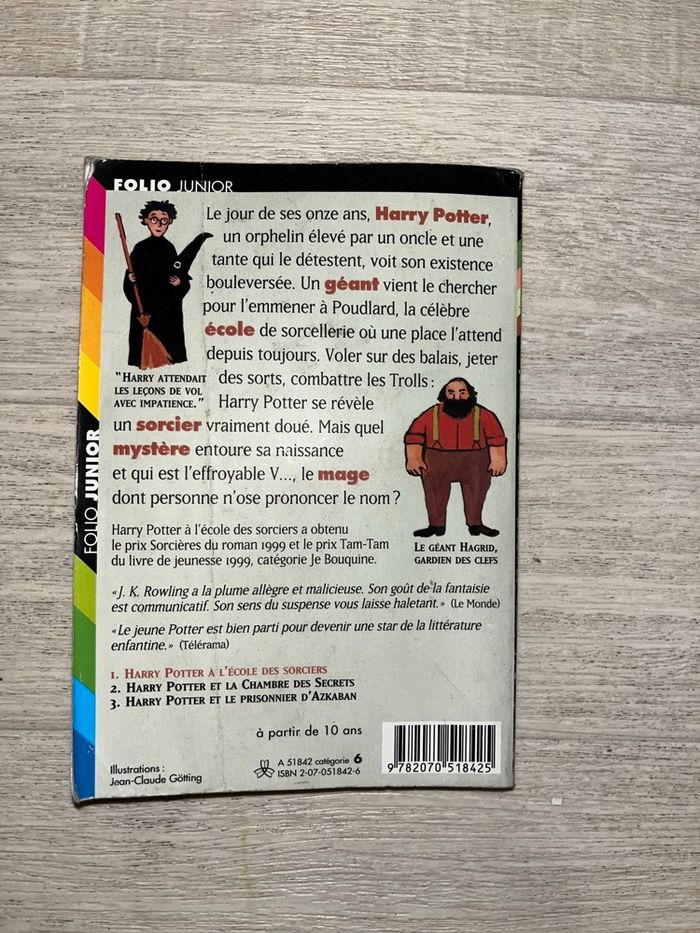 FOLIO JUNIOR
Le jour de ses onze ans, Harry Potter,
un orphelin élevé par un oncle et une
tante qui le détestent, voit son existence
bouleversée. Un géant vient le chercher
pour l'emmener à Poudlard, la célèbre
école de sorcellerie où une place l'attend
depuis toujours. Voler sur des balais, jeter
des sorts, combattre les Trolls :
Harry Potter se révèle
un sorcier vraiment doué. Mais quel
mystère entoure sa naissance
et qui est l'effroyable V..., le mage
dont personne n'ose prononcer le nom ?
"HARRY ATTENDAIT
LES LEÇONS DE VOL
AVEC IMPATIENCE."
LE GÉANT HAGRID,
GARDIEN DES CLEFS
Harry Potter à l'école des sorciers a obtenu
le prix Sorcières du roman 1999 et le prix Tam-Tam
du livre de jeunesse 1999, catégorie Je Bouquine.
«J. K. Rowling a la plume allègre et malicieuse. Son goût de la fantaisie
est communicatif. Son sens du suspense vous laisse haletant.» (Le Monde)
«Le jeune Potter est bien parti pour devenir une star de la littérature
enfantine.» (Télérama)
1. HARRY POTTER À L'ÉCOLE DES SORCIERS
2. HARRY POTTER ET LA CHAMBRE DES SECRETS
3. HARRY POTTER ET LE PRISONNIER D'AZKABAN
à partir de 10 ans
Illustrations :
Jean-Claude Götting
A 51842 catégorie 6
ISBN 2-07-051842-6
9 782070 518425
FOLIO JUNIOR